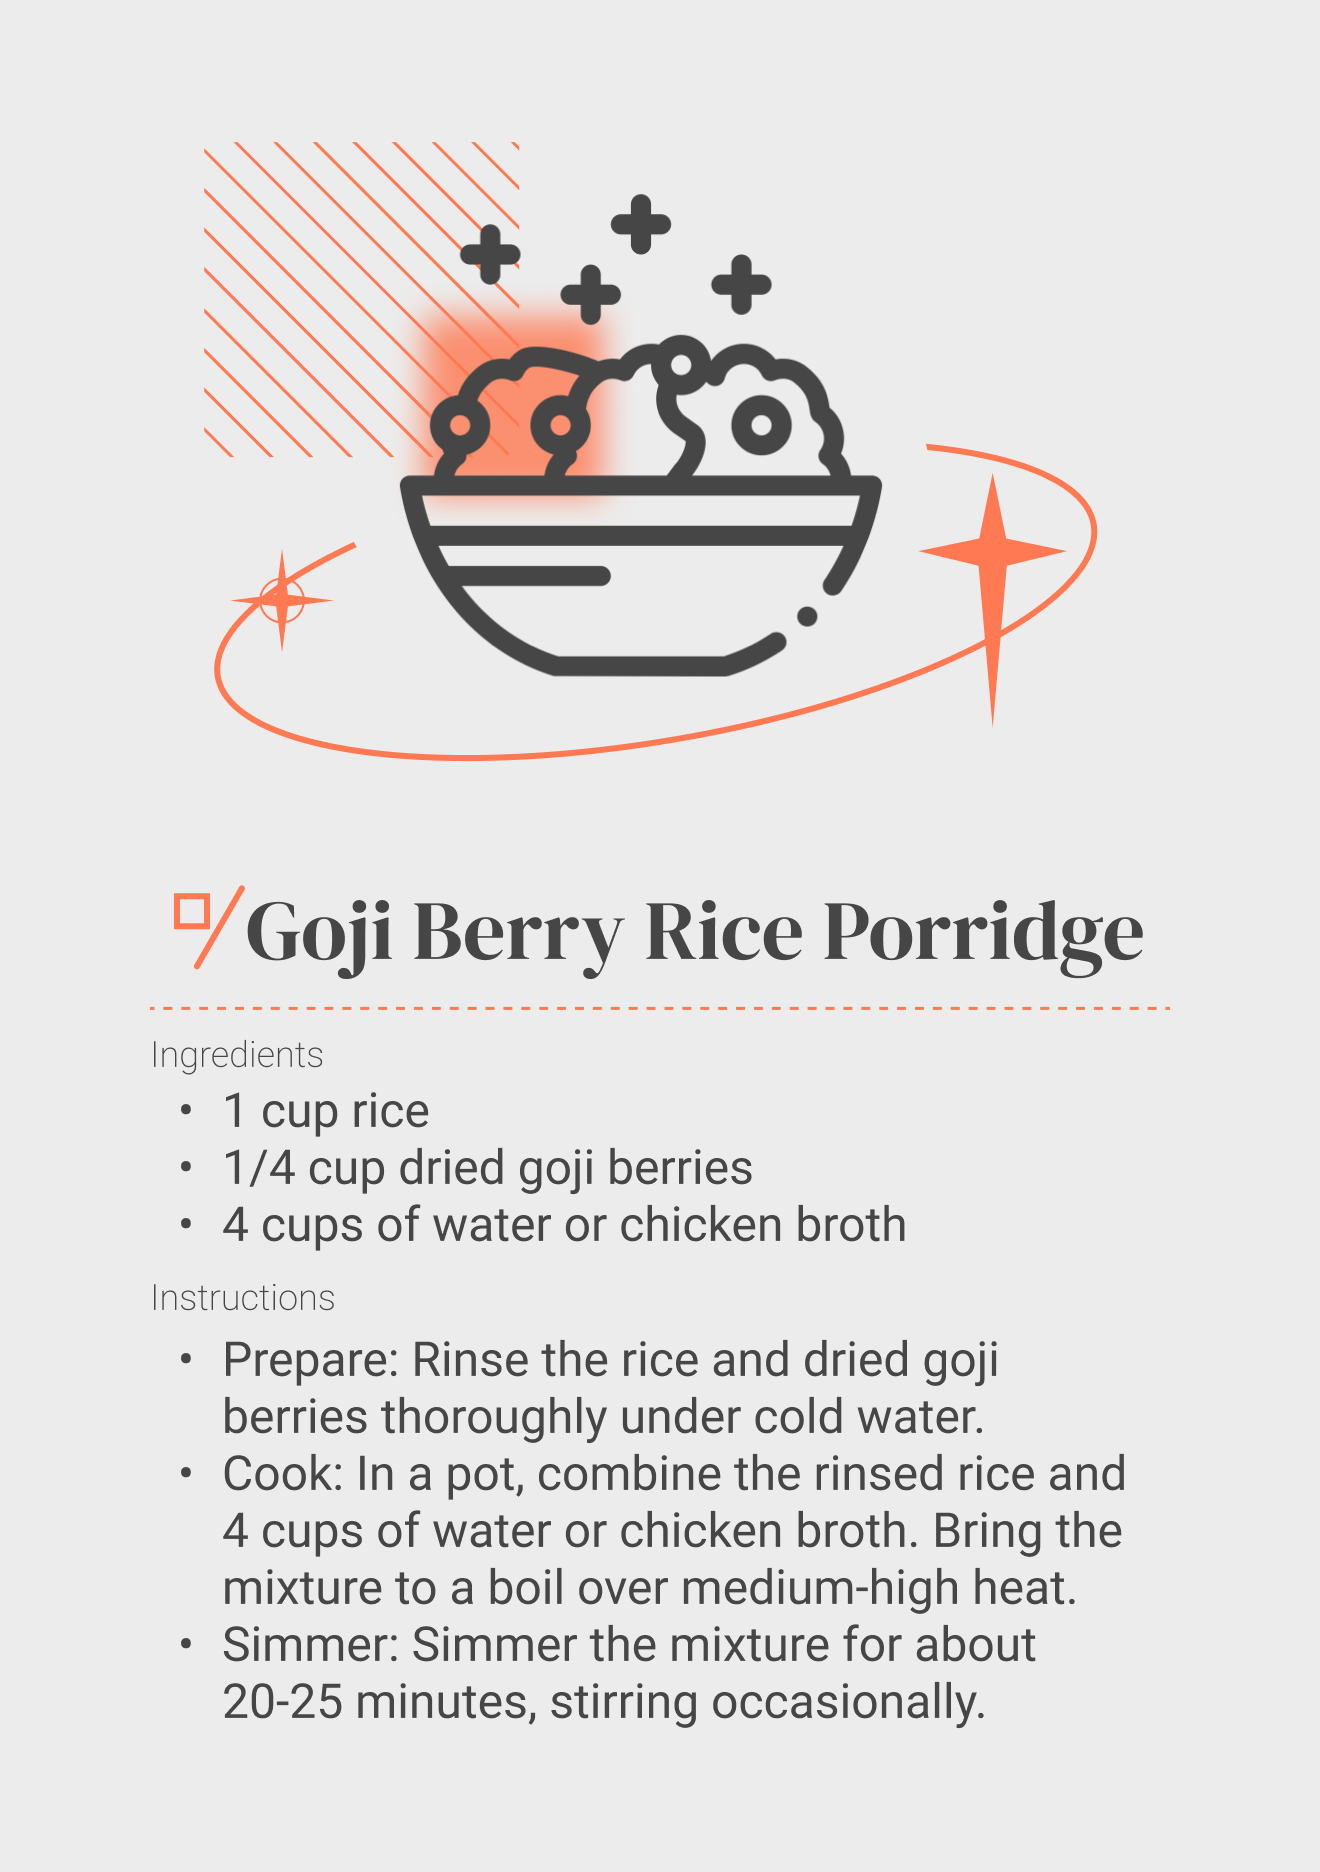 Goji Berry Rice Porridge
Ingredients
• 1 cup rice
• 1/4 cup dried goji berries
• 4 cups of water or chicken broth
Instructions
• Prepare: Rinse the rice and dried goji
berries thoroughly under cold water.
• Cook: In a pot, combine the rinsed rice and
4 cups of water or chicken broth. Bring the
mixture to a boil over medium-high heat.
• Simmer: Simmer the mixture for about
20-25 minutes, stirring occasionally.